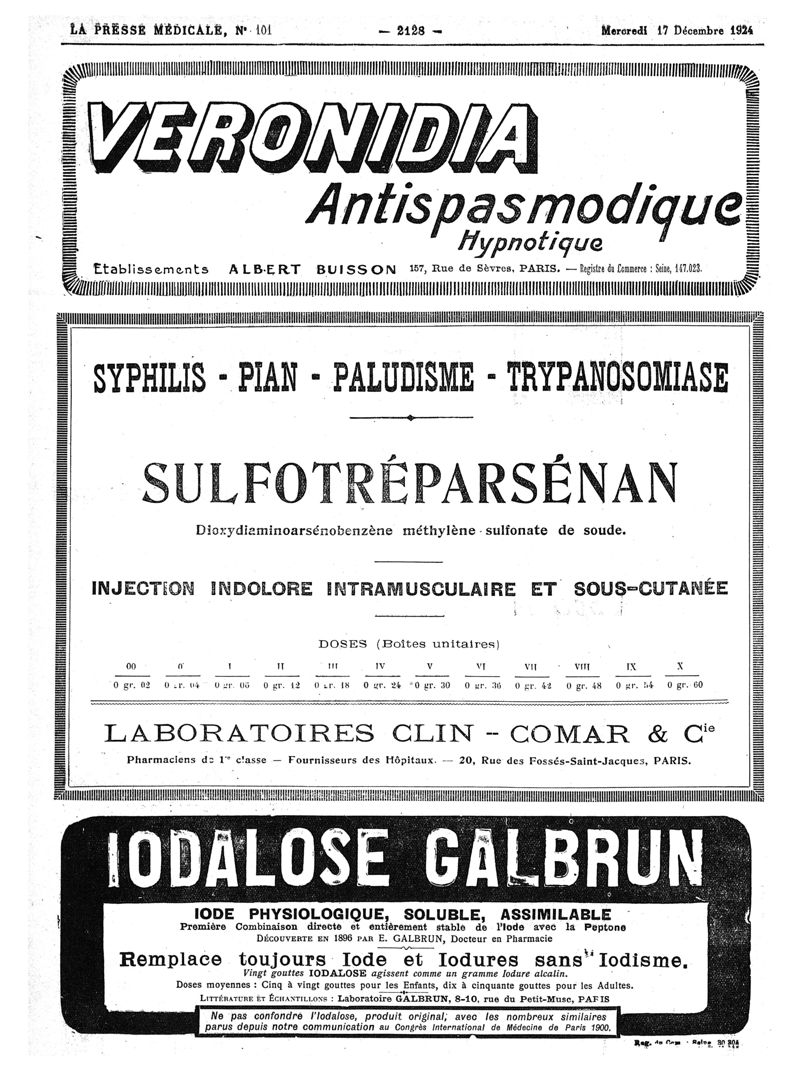 LA PRESSE MÉDICALE, N° 101
— 2128 —
Mercredi 17 Décembre 1924
VERONIDIA
Antispasmodique
Hypnotique
Etablissements ALBERT BUISSON 157, Rue de Sèvres, PARIS. — Registre du Commerce : Seine, 147.023.
SYPHILIS - PIAN - PALUDISME - TRYPANOSOMIASE
SULFOTRÉPARSÉNAN
Dioxydiaminoarsénobenzène méthylène sulfonate de soude.
INJECTION INDOLORE INTRAMUSCULAIRE ET SOUS-CUTANÉE
DOSES (Boîtes unitaires)
00 0 I II III IV V VI VII VIII IX X
0 gr. 02 0 gr. 04 0 gr. 06 0 gr. 12 0 gr. 18 0 gr. 24 0 gr. 30 0 gr. 36 0 gr. 42 0 gr. 48 0 gr. 54 0 gr. 60
LABORATOIRES CLIN - COMAR & Cie
Pharmaciens de 1re classe — Fournisseurs des Hôpitaux. — 20, Rue des Fossés-Saint-Jacques, PARIS.
IODALOSE GALBRUN
IODE PHYSIOLOGIQUE, SOLUBLE, ASSIMILABLE
Première Combinaison directe et entièrement stable de l'Iode avec la Peptone
DÉCOUVERTE EN 1896 PAR E. GALBRUN, Docteur en Pharmacie
Remplace toujours Iode et Iodures sans Iodisme.
Vingt gouttes IODALOSE agissent comme un gramme Iodure alcalin.
Doses moyennes : Cinq à vingt gouttes pour les Enfants, dix à cinquante gouttes pour les Adultes.
LITTÉRATURE ET ÉCHANTILLONS : Laboratoire GALBRUN, 8-10, rue du Petit-Musc, PARIS
Ne pas confondre l'Iodalose, produit original, avec les nombreux similaires
parus depuis notre communication au Congrès International de Médecine de Paris 1900.
Reg. du Com : Seine